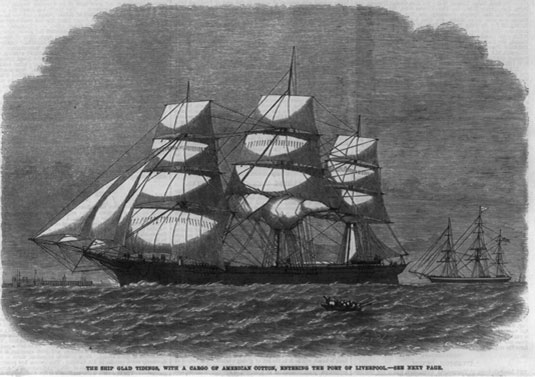 THE SHIP GLAD TIDINGS, WITH A CARGO OF AMERICAN COTTON, ENTERING THE PORT OF LIVERPOOL.—SEE NEXT PAGE.